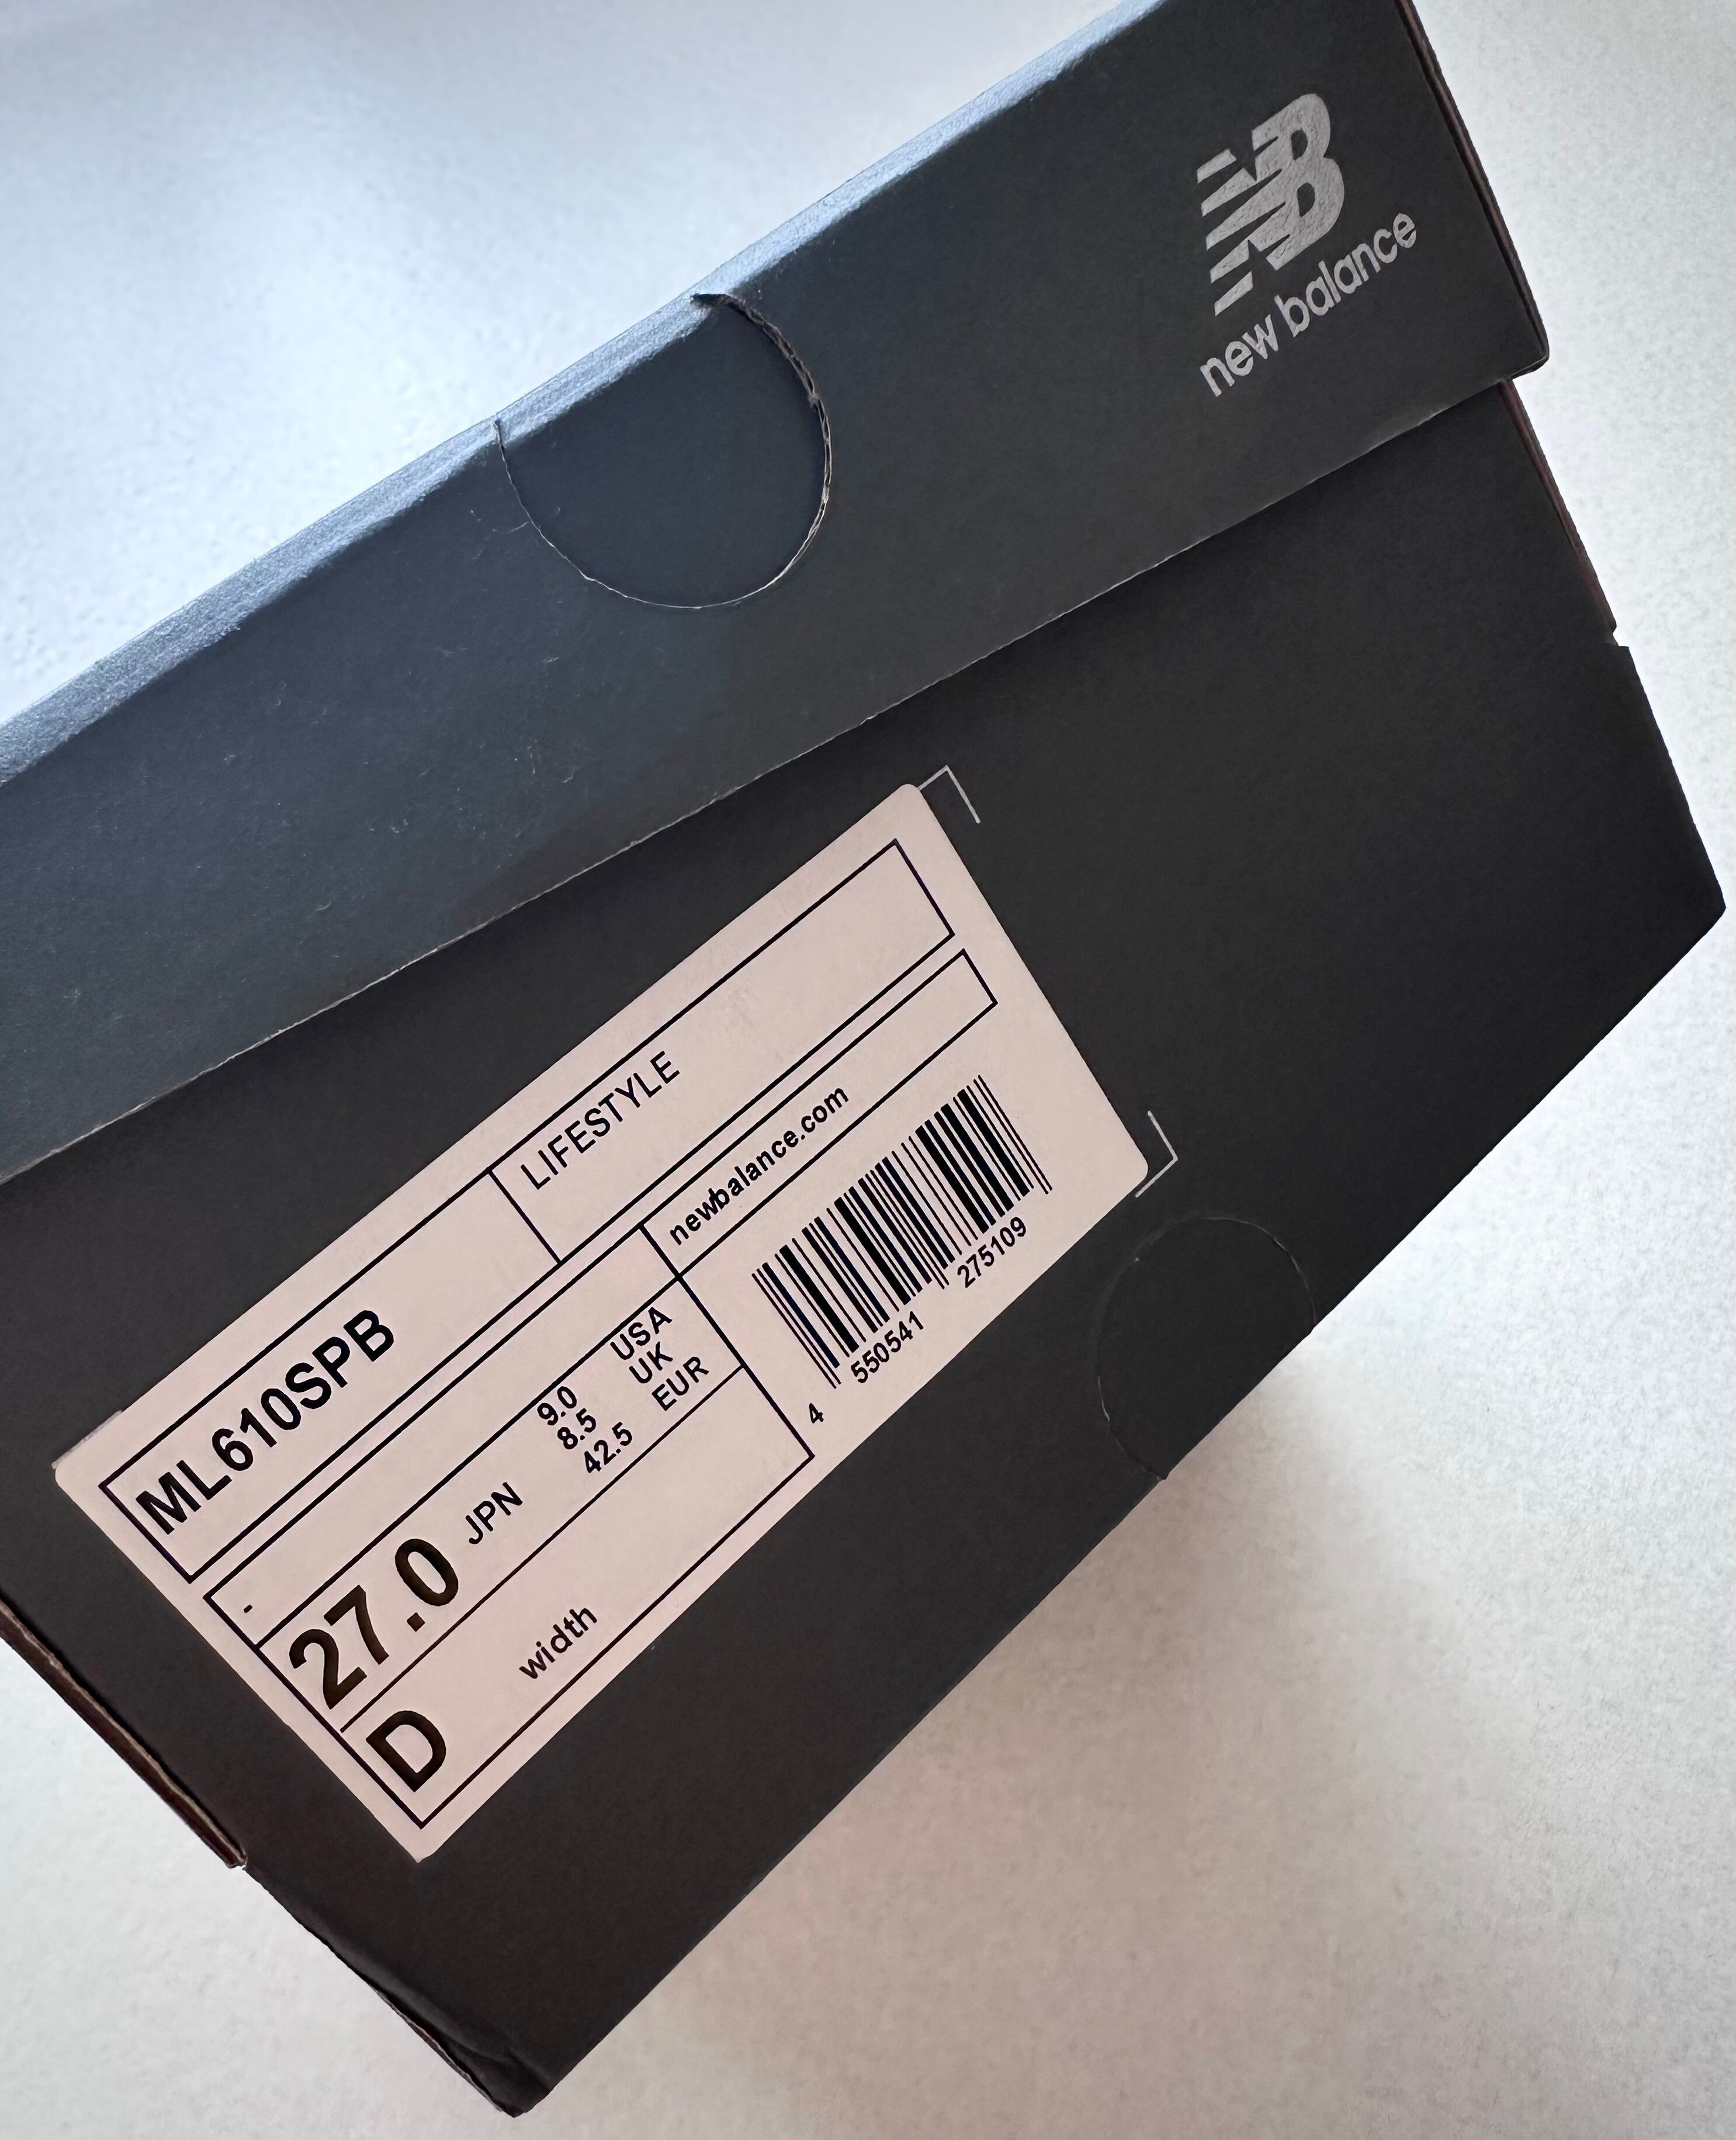 NB
new balance
ML610SPB LIFESTYLE
- newbalance.com
27.0 JPN
9.0 USA
8.5 UK
42.5 EUR
D width
4 550541 275109